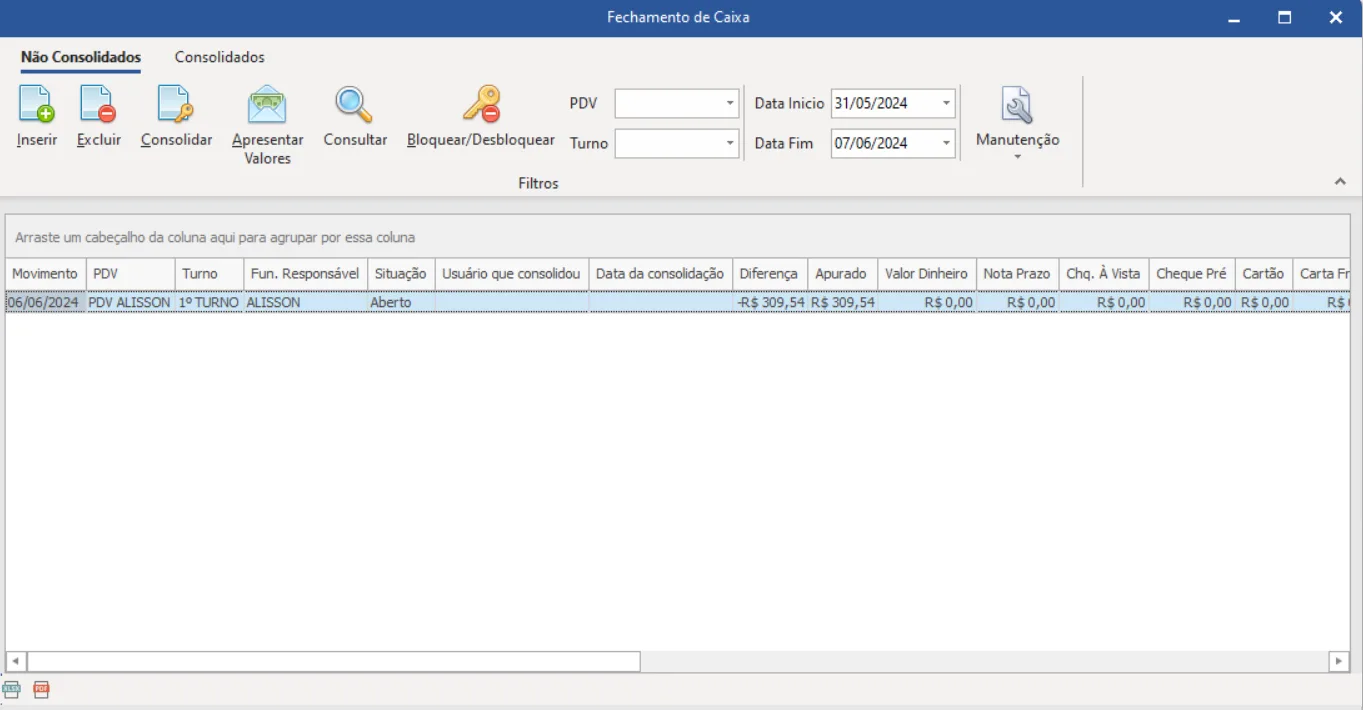 Fechamento de Caixa
Não Consolidados Consolidados
Inserir Excluir Consolidar Apresentar Valores Consultar Bloquear/Desbloquear
PDV Data Inicio 31/05/2024
Turno Data Fim 07/06/2024
Manutenção
Filtros
Arraste um cabeçalho da coluna aqui para agrupar por essa coluna
Movimento PDV Turno Fun. Responsável Situação Usuário que consolidou Data da consolidação Diferença Apurado Valor Dinheiro Nota Prazo Chq. À Vista Cheque Pré Cartão Carta Fr
06/06/2024 PDV ALISSON 1º TURNO ALISSON Aberto -R$ 309,54 R$ 309,54 R$ 0,00 R$ 0,00 R$ 0,00 R$ 0,00 R$ 0,00 R$
XLSX PDF